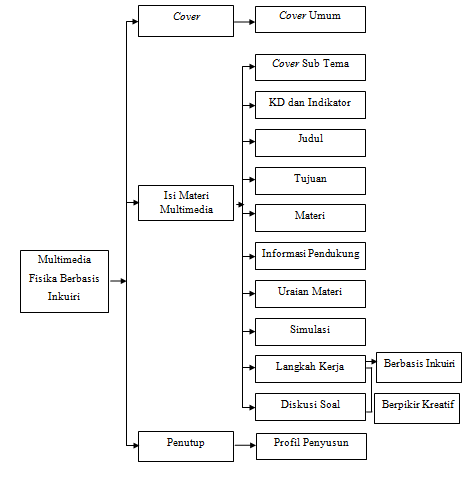 Cover
Cover Umum
Cover Sub Tema
KD dan Indikator
Judul
Tujuan
Isi Materi
Multimedia
Materi
Multimedia
Fisika Berbasis
Inkuiri
Informasi Pendukung
Uraian Materi
Simulasi
Langkah Kerja
Berbasis Inkuiri
Diskusi Soal
Berpikir Kreatif
Penutup
Profil Penyusun